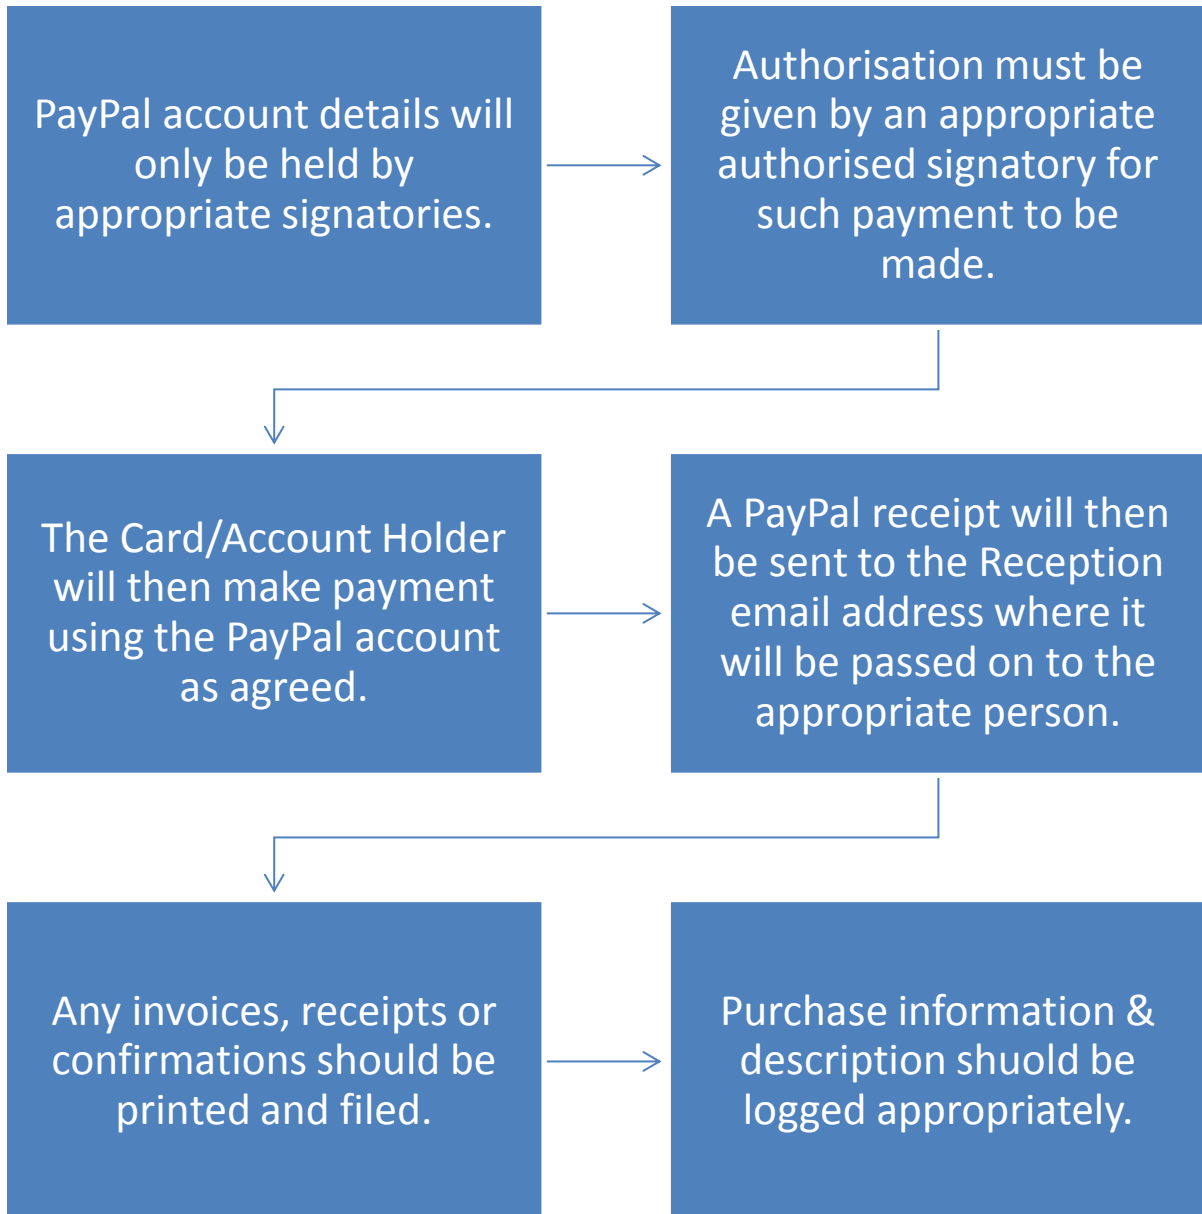 PayPal account details will
only be held by
appropriate signatories.
Authorisation must be
given by an appropriate
authorised signatory for
such payment to be
made.
The Card/Account Holder
will then make payment
using the PayPal account
as agreed.
A PayPal receipt will then
be sent to the Reception
email address where it
will be passed on to the
appropriate person.
Any invoices, receipts or
confirmations should be
printed and filed.
Purchase information &
description shuold be
logged appropriately.